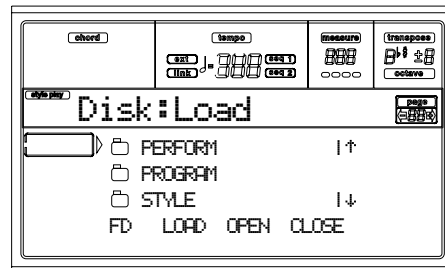 chord tempo measure transpose
ext seq 1
link seq 2
octave
style play
page
Disk:Load
PERFORM
PROGRAM
STYLE
FD LOAD OPEN CLOSE